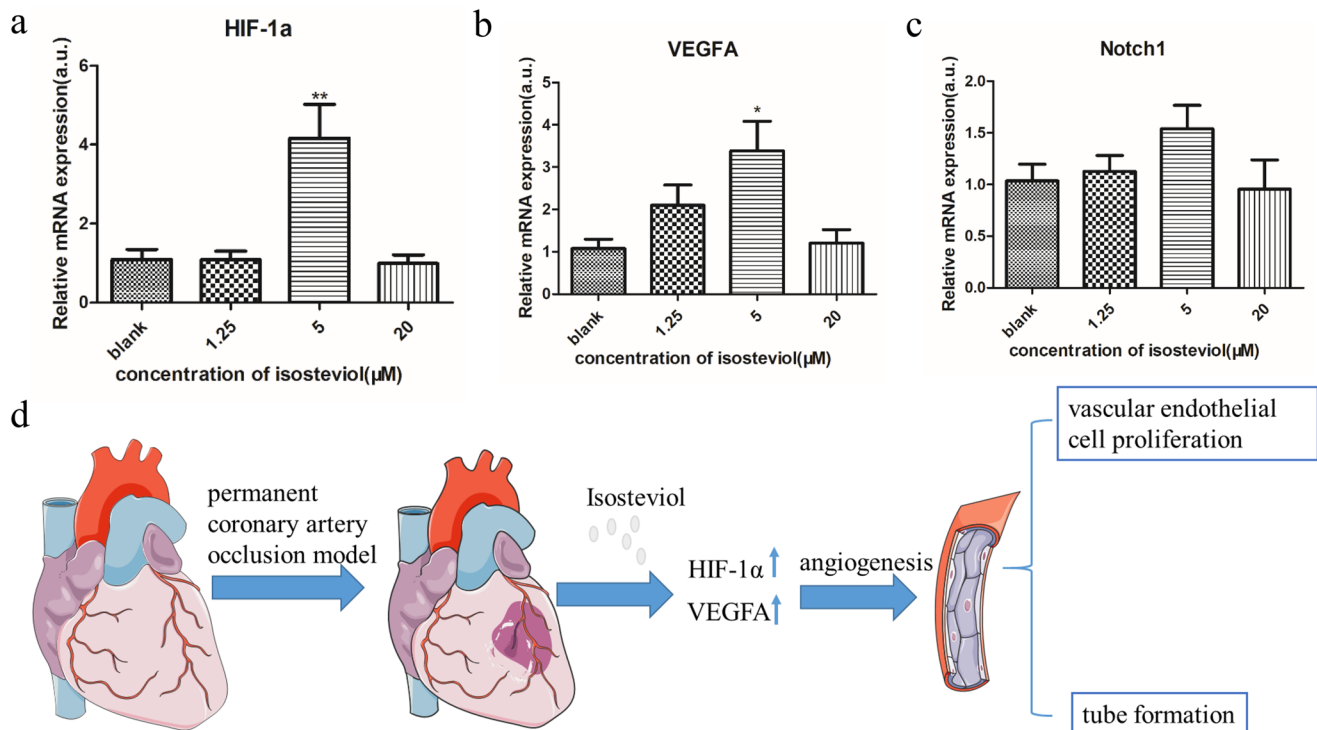 a
HIF-1a
Relative mRNA expression(a.u.)
6
4
2
0
**
blank
1.25
5
20
concentration of isosteviol(μM)
b
VEGFA
Relative mRNA expression(a.u.)
5
4
3
2
1
0
*
blank
1.25
5
20
concentration of isosteviol(μM)
c
Notch1
Relative mRNA expression(a.u.)
2.0
1.5
1.0
0.5
0.0
blank
1.25
5
20
concentration of isosteviol(μM)
d
permanent
coronary artery
occlusion model
Isosteviol
HIF-1α
VEGFA
angiogenesis
vascular endothelial
cell proliferation
tube formation